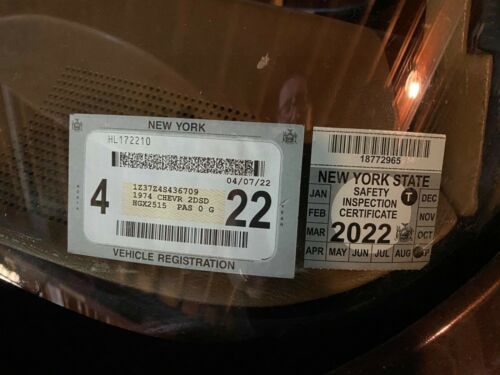 NEW YORK
HL172210
04/07/22
4
1Z37Z4S436709
1974 CHEVR 2DSD
HGX2515 PAS 0 G
22
VEHICLE REGISTRATION
18772965
NEW YORK STATE
JAN
SAFETY
T
DEC
FEB
INSPECTION
NOV
CERTIFICATE
MAR
2022
OCT
APR MAY JUN JUL AUG